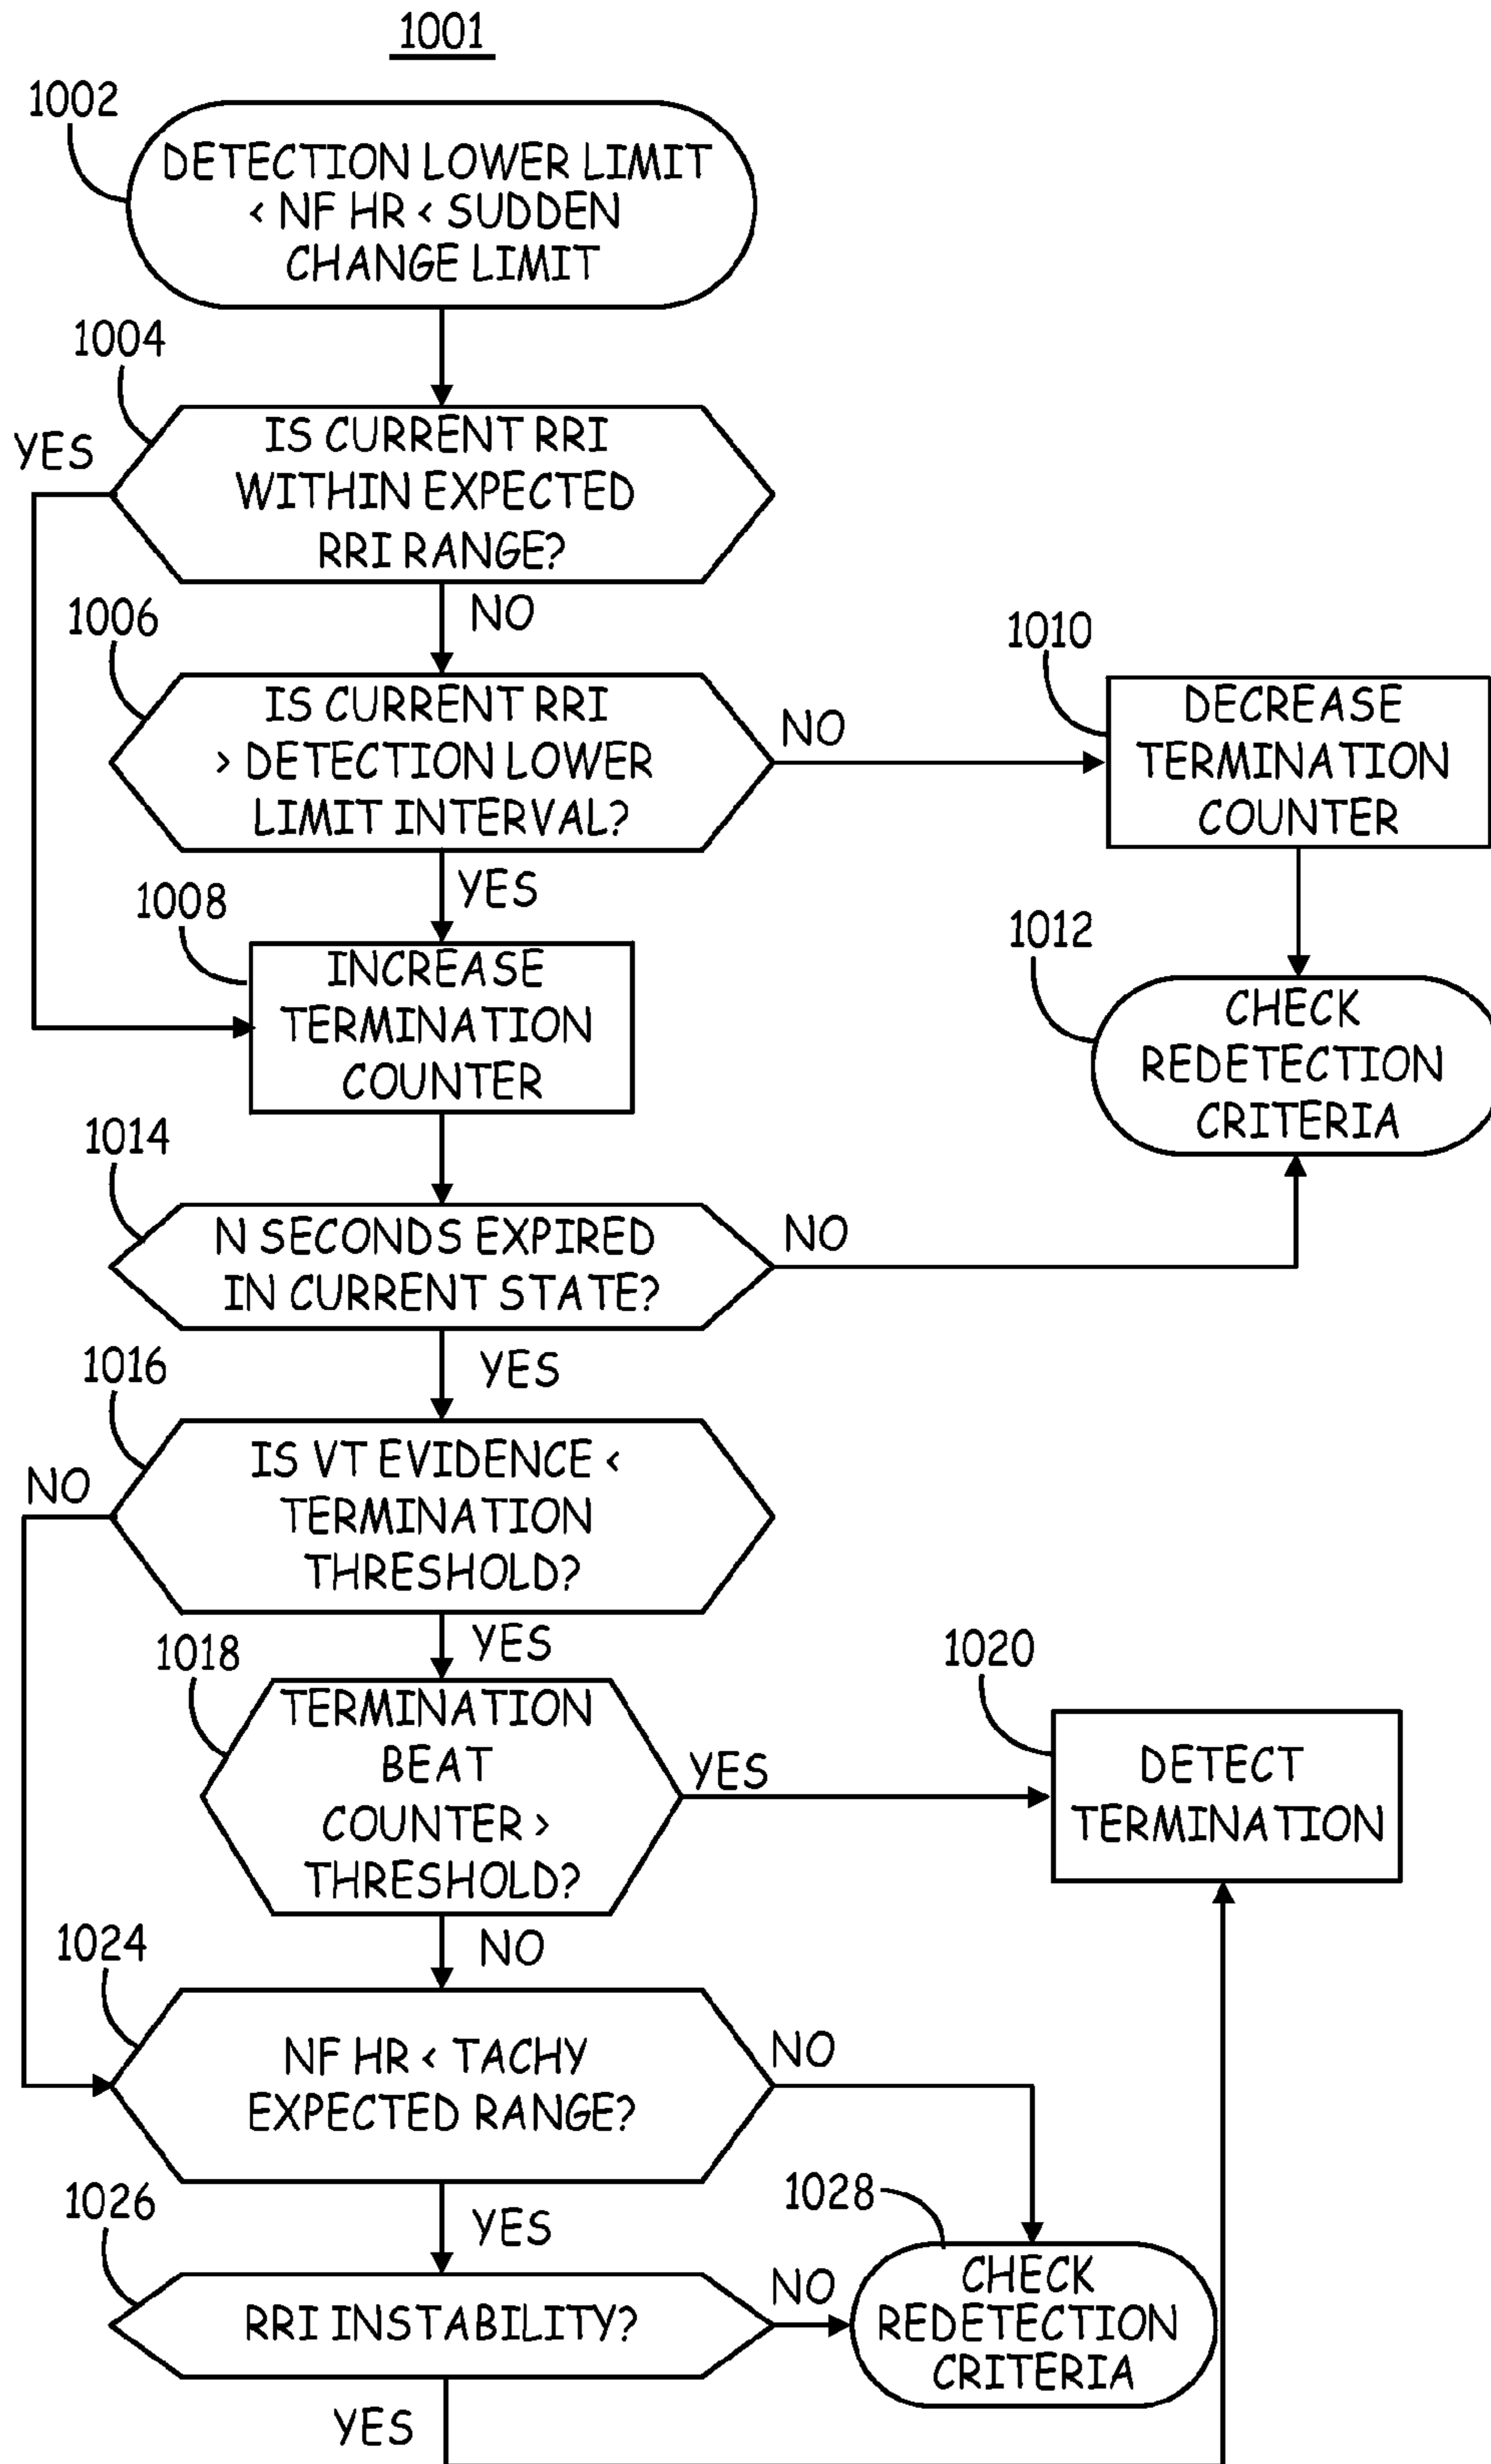 1001
1002
DETECTION LOWER LIMIT
< NF HR < SUDDEN
CHANGE LIMIT
1004
YES
IS CURRENT RRI
WITHIN EXPECTED
RRI RANGE?
NO
1006
IS CURRENT RRI
> DETECTION LOWER
LIMIT INTERVAL?
NO
1010
DECREASE
TERMINATION
COUNTER
YES
1008
INCREASE
TERMINATION
COUNTER
1012
CHECK
REDETECTION
CRITERIA
1014
N SECONDS EXPIRED
IN CURRENT STATE?
NO
YES
1016
NO
IS VT EVIDENCE <
TERMINATION
THRESHOLD?
YES
1018
TERMINATION
BEAT
COUNTER >
THRESHOLD?
YES
1020
DETECT
TERMINATION
NO
1024
NF HR < TACHY
EXPECTED RANGE?
NO
YES
1026
RRI INSTABILITY?
NO
1028
CHECK
REDETECTION
CRITERIA
YES